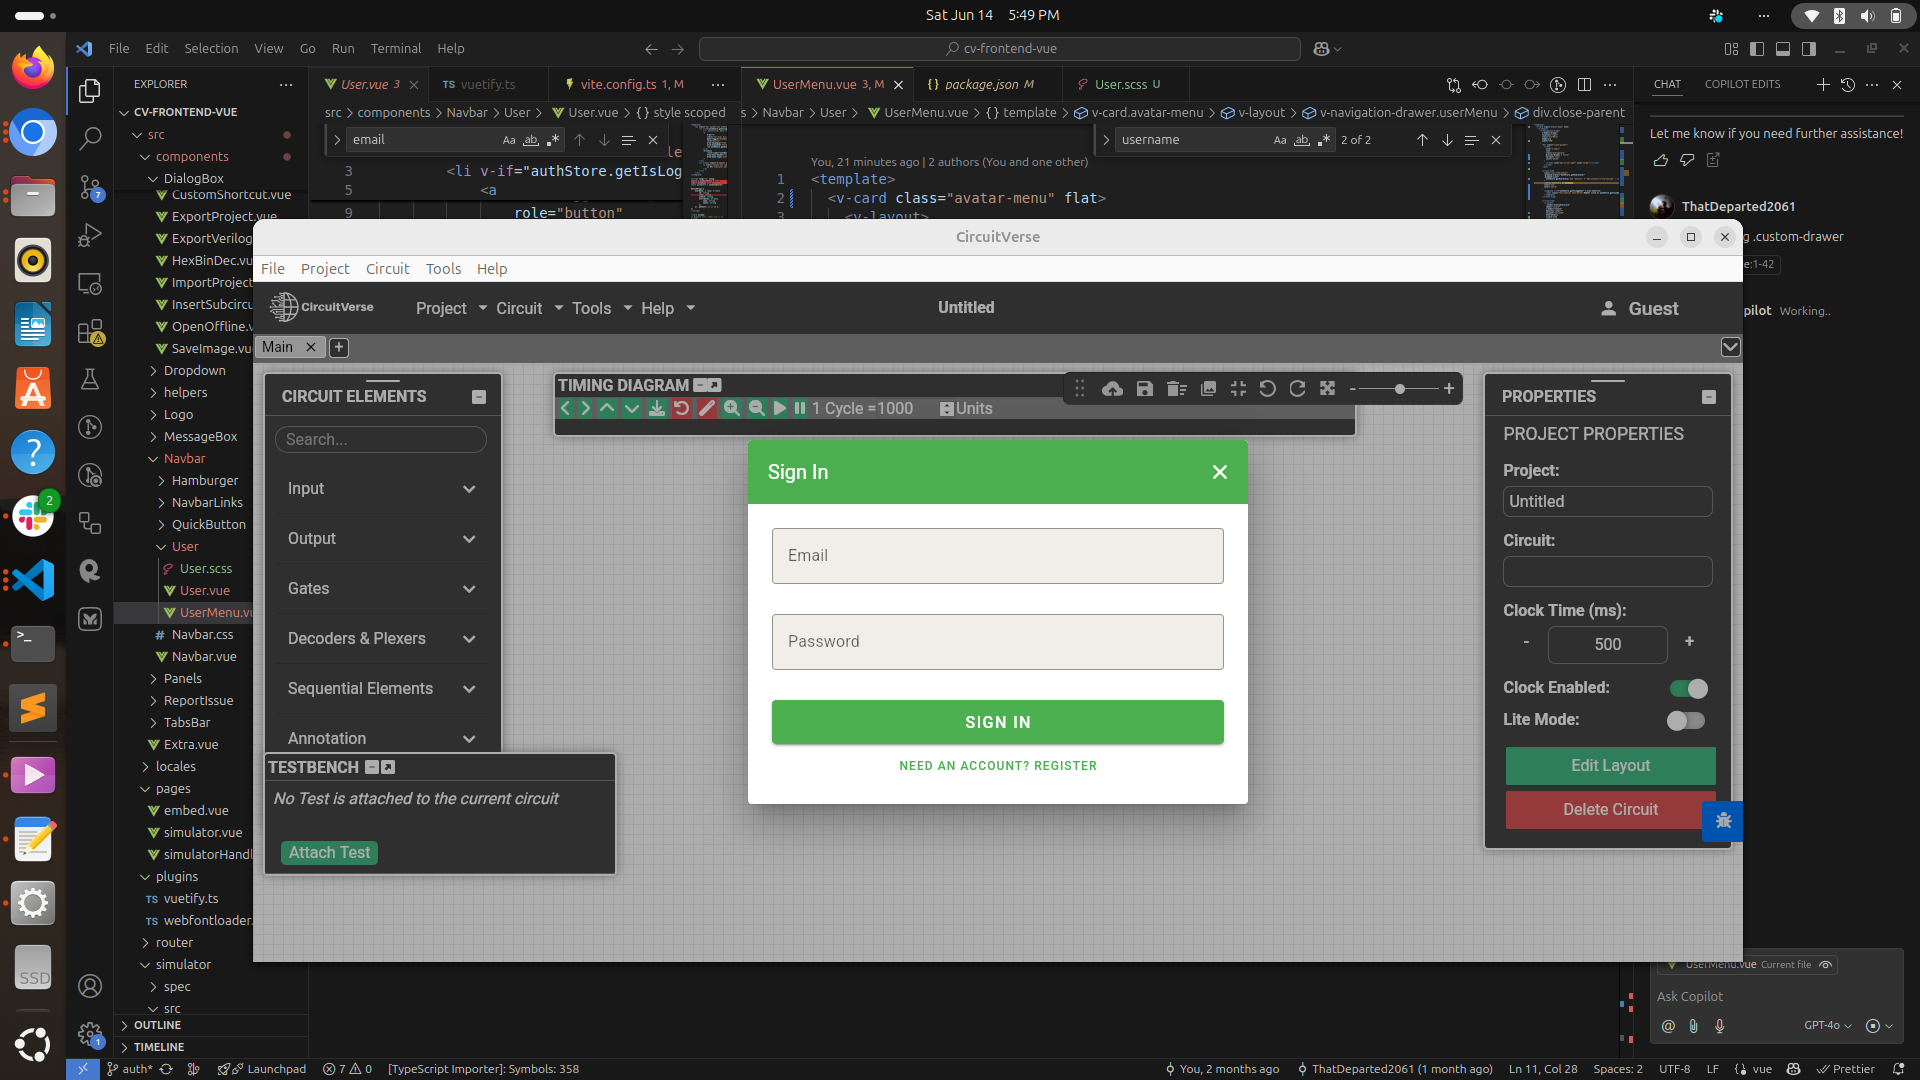 Sat Jun 14 5:49 PM
File Edit Selection View Go Run Terminal Help
cv-frontend-vue
EXPLORER
CV-FRONTEND-VUE
src
components
DialogBox
CustomShortcut.vue
ExportProject.vue
ExportVerilog
HexBinDec.vu
ImportProject
InsertSubcircu
OpenOffline.v
SaveImage.vu
Dropdown
helpers
Logo
MessageBox
Navbar
Hamburger
NavbarLinks
QuickButton
User
User.scss
User.vue
UserMenu.vu
Navbar.css
Navbar.vue
Panels
ReportIssue
TabsBar
Extra.vue
locales
pages
embed.vue
simulator.vue
simulatorHandl
plugins
vuetify.ts
webfontloader.
router
simulator
spec
src
OUTLINE
TIMELINE
User.vue 3
vuetify.ts
vite.config.ts 1, M
src > components > Navbar > User > User.vue > {} style scoped
email
3 <li v-if="authStore.getIsLog
5 <a
9 role="button"
UserMenu.vue 3, M
package.json M
User.scss U
s > Navbar > User > UserMenu.vue > {} template > v-card.avatar-menu > v-layout > v-navigation-drawer.userMenu > div.close-parent
username
2 of 2
You, 21 minutes ago | 2 authors (You and one other)
1 <template>
2 <v-card class="avatar-menu" flat>
3 <v-layout>
CHAT COPILOT EDITS
Let me know if you need further assistance!
ThatDeparted2061
g .custom-drawer
e:1-42
pilot Working..
UserMenu.vue Current file
Ask Copilot
GPT-4o
CircuitVerse
File Project Circuit Tools Help
CircuitVerse
Project Circuit Tools Help
Untitled
Guest
Main
CIRCUIT ELEMENTS
Search...
Input
Output
Gates
Decoders & Plexers
Sequential Elements
Annotation
TIMING DIAGRAM
1 Cycle =1000 Units
Sign In
Email
Password
SIGN IN
NEED AN ACCOUNT? REGISTER
TESTBENCH
No Test is attached to the current circuit
Attach Test
PROPERTIES
PROJECT PROPERTIES
Project:
Untitled
Circuit:
Clock Time (ms):
- 500 +
Clock Enabled:
Lite Mode:
Edit Layout
Delete Circuit
2
7
1
SSD
auth* Launchpad 7 0 [TypeScript Importer]: Symbols: 358
You, 2 months ago ThatDeparted2061 (1 month ago) Ln 11, Col 28 Spaces: 2 UTF-8 LF vue Prettier